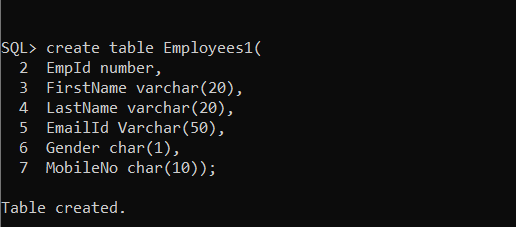 SQL> create table Employees1(
2 EmpId number,
3 FirstName varchar(20),
4 LastName varchar(20),
5 EmailId Varchar(50),
6 Gender char(1),
7 MobileNo char(10));
Table created.